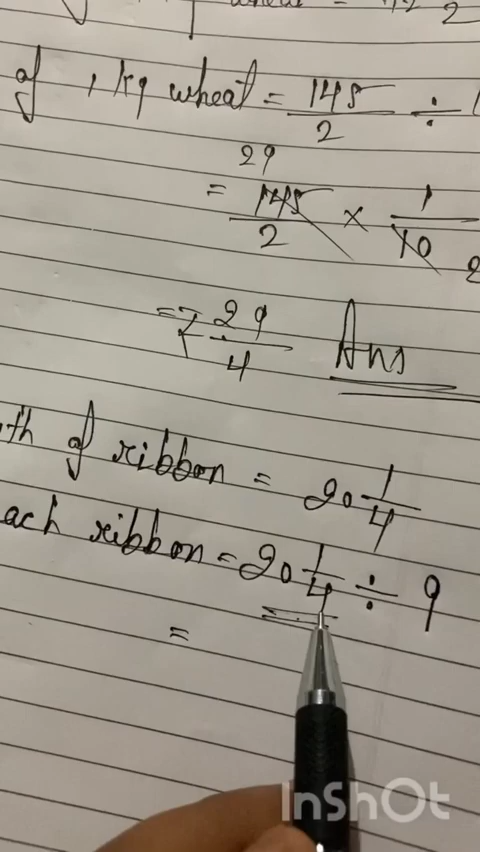 of 1 kg wheat = 145/2 ÷
29
= 145/2 × 1/10 2
= ₹ 29/4 Ans
th of ribbon = 20 1/4
ach ribbon = 20 1/4 ÷ 9
=
InShOt